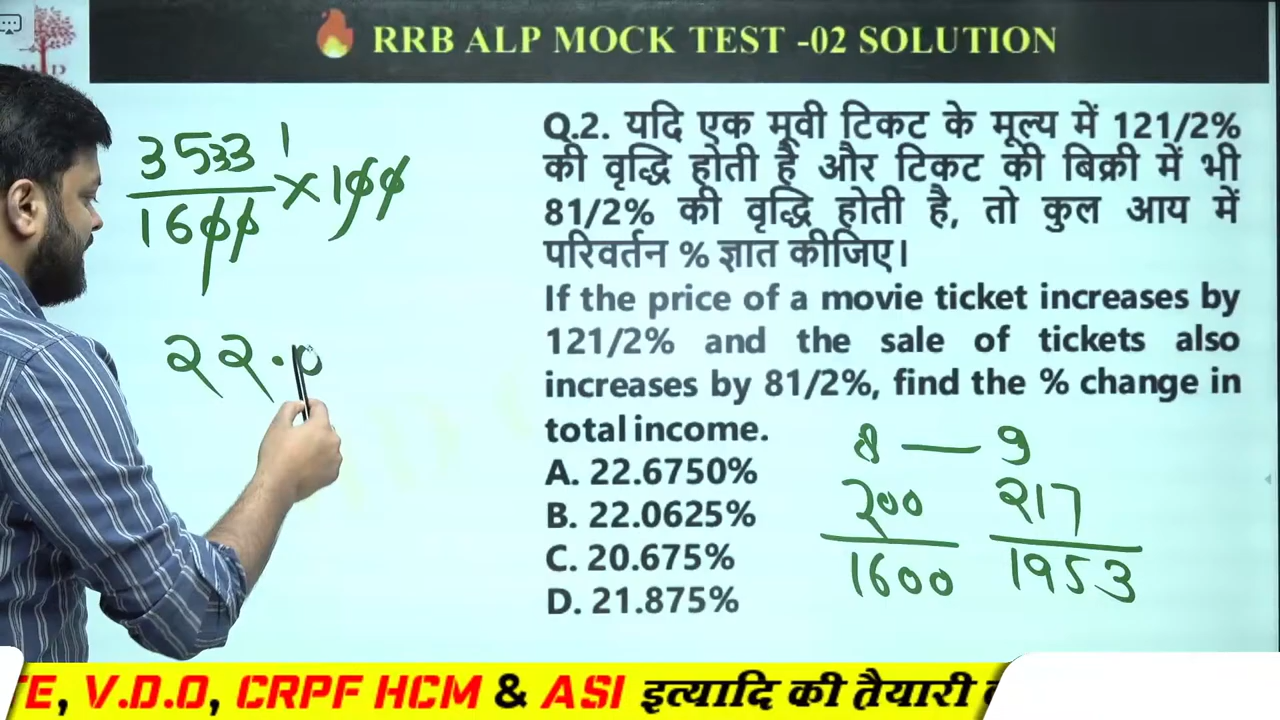 RRB ALP MOCK TEST -02 SOLUTION
Q.2. यदि एक मूवी टिकट के मूल्य में 121/2%
की वृद्धि होती है और टिकट की बिक्री में भी
81/2% की वृद्धि होती है, तो कुल आय में
परिवर्तन % ज्ञात कीजिए।
If the price of a movie ticket increases by
121/2% and the sale of tickets also
increases by 81/2%, find the % change in
total income.
A. 22.6750%
B. 22.0625%
C. 20.675%
D. 21.875%
8 — 9
200 217
1600 1953
1
× 100
1600
22.0
V.D.O, CRPF HCM & ASI इत्यादि की तैयारी